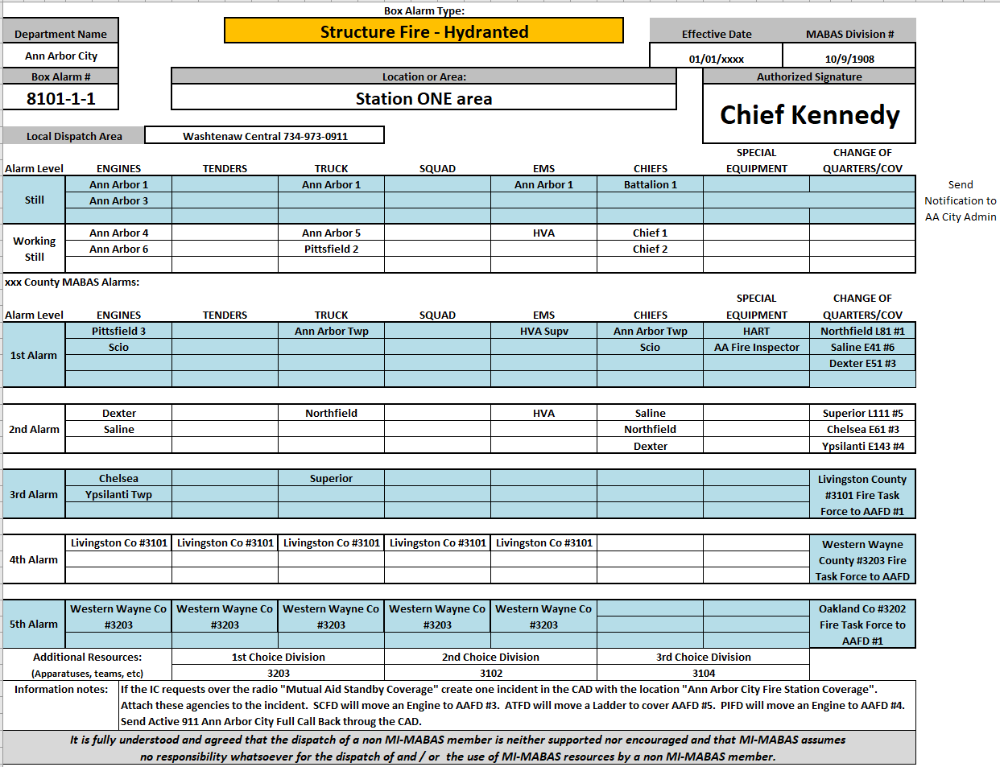 Box Alarm Type:
Department Name
Structure Fire - Hydranted
Effective Date MABAS Division #
Ann Arbor City
01/01/xxxx 10/9/1908
Box Alarm # Location or Area: Authorized Signature
8101-1-1 Station ONE area Chief Kennedy
Local Dispatch Area Washtenaw Central 734-973-0911
SPECIAL CHANGE OF
Alarm Level ENGINES TENDERS TRUCK SQUAD EMS CHIEFS EQUIPMENT QUARTERS/COV
Ann Arbor 1 Ann Arbor 1 Ann Arbor 1 Battalion 1 Send
Still Ann Arbor 3 Notification to
AA City Admin
Ann Arbor 4 Ann Arbor 5 HVA Chief 1
Working
Still
Ann Arbor 6 Pittsfield 2 Chief 2
xxx County MABAS Alarms:
SPECIAL CHANGE OF
Alarm Level ENGINES TENDERS TRUCK SQUAD EMS CHIEFS EQUIPMENT QUARTERS/COV
Pittsfield 3 Ann Arbor Twp HVA Supv Ann Arbor Twp HART Northfield L81 #1
1st Alarm Scio Scio AA Fire Inspector Saline E41 #6
Dexter E51 #3
Dexter Northfield HVA Saline Superior L111 #5
2nd Alarm Saline Northfield Chelsea E61 #3
Dexter Ypsilanti E143 #4
Chelsea Superior Livingston County
3rd Alarm Ypsilanti Twp #3101 Fire Task
Force to AAFD #1
Livingston Co #3101 Livingston Co #3101 Livingston Co #3101 Livingston Co #3101 Livingston Co #3101 Western Wayne
4th Alarm County #3203 Fire
Task Force to AAFD
Western Wayne Co Western Wayne Co Western Wayne Co Western Wayne Co Western Wayne Co Oakland Co #3202
5th Alarm #3203 #3203 #3203 #3203 #3203 Fire Task Force to
AAFD #1
Additional Resources: 1st Choice Division 2nd Choice Division 3rd Choice Division
(Apparatuses, teams, etc) 3203 3102 3104
Information notes: If the IC requests over the radio "Mutual Aid Standby Coverage" create one incident in the CAD with the location "Ann Arbor City Fire Station Coverage".
Attach these agencies to the incident. SCFD will move an Engine to AAFD #3. ATFD will move a Ladder to cover AAFD #5. PIFD will move an Engine to AAFD #4.
Send Active 911 Ann Arbor City Full Call Back throug the CAD.
It is fully understood and agreed that the dispatch of a non MI-MABAS member is neither supported nor encouraged and that MI-MABAS assumes
no responsibility whatsoever for the dispatch of and / or the use of MI-MABAS resources by a non MI-MABAS member.